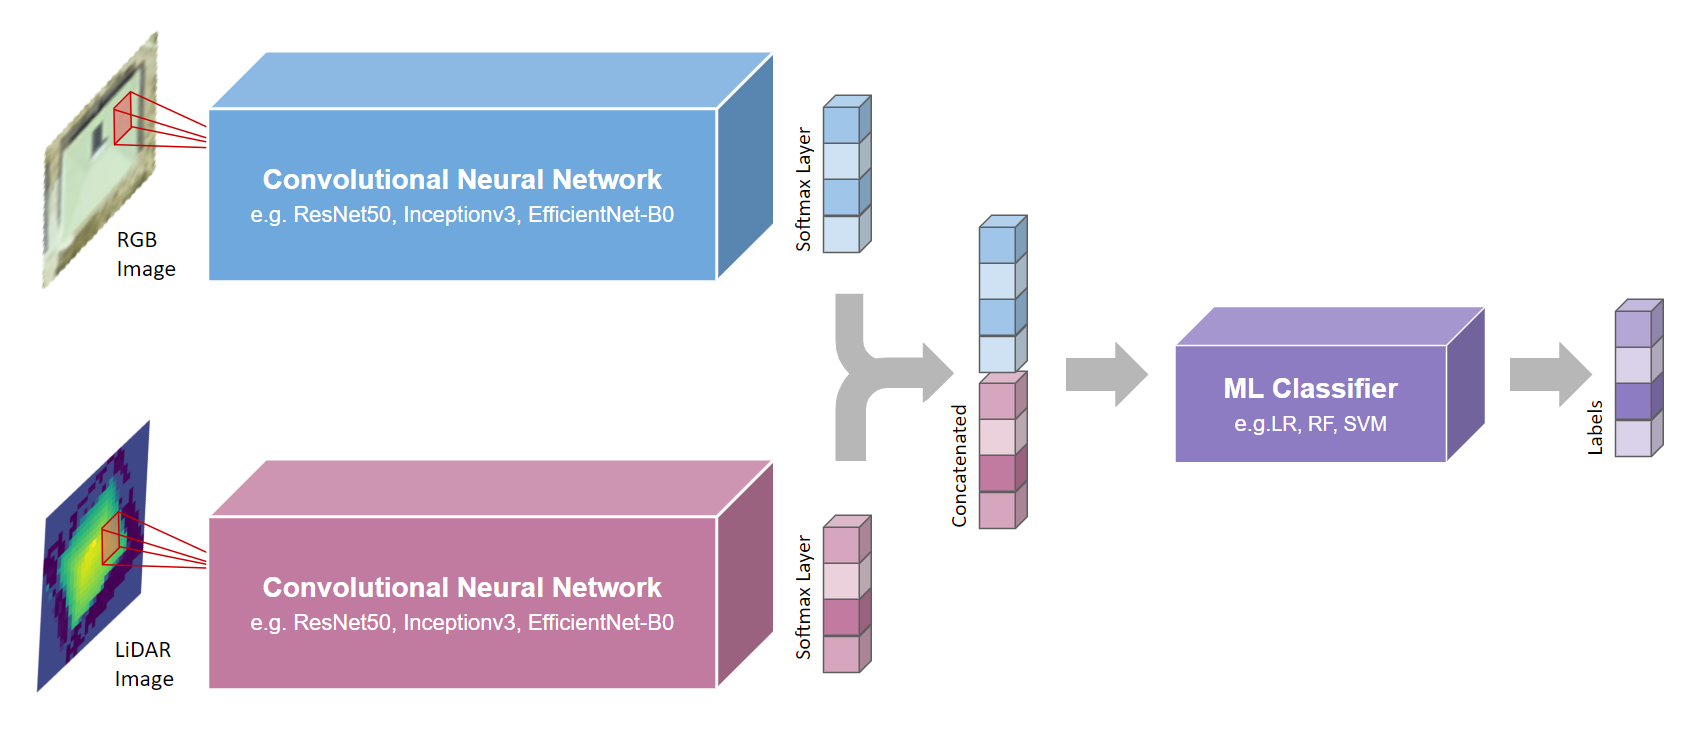 RGB
Image
Convolutional Neural Network
e.g. ResNet50, Inceptionv3, EfficientNet-B0
Softmax Layer
LiDAR
Image
Convolutional Neural Network
e.g. ResNet50, Inceptionv3, EfficientNet-B0
Softmax Layer
Concatenated
ML Classifier
e.g.LR, RF, SVM
Labels